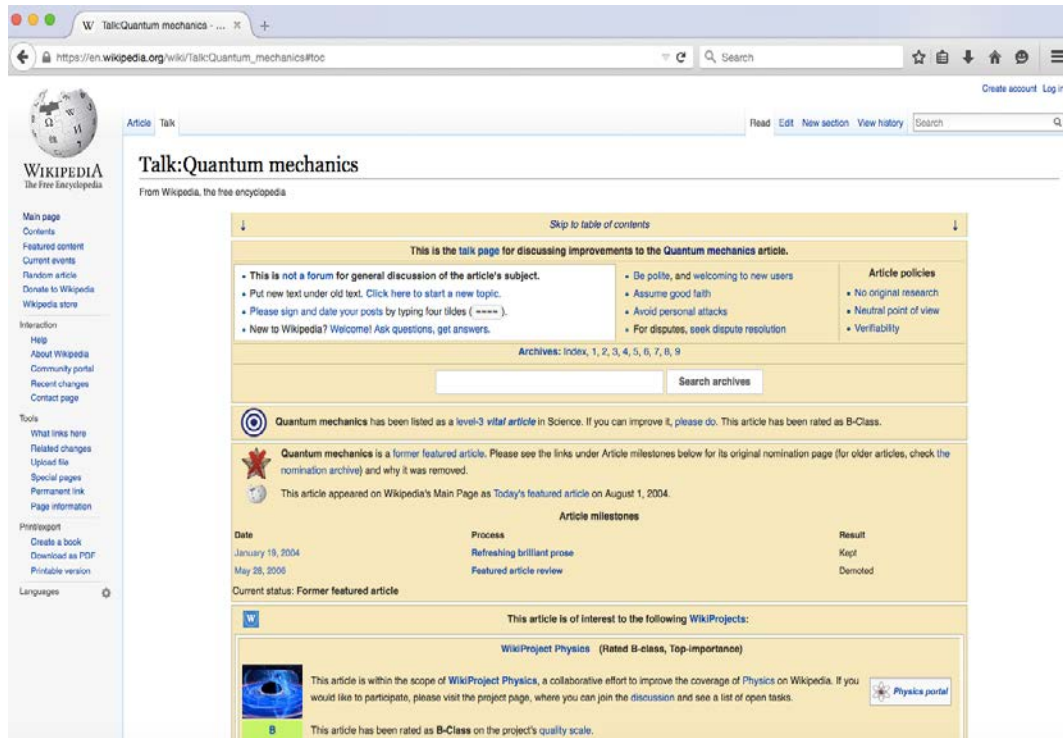 W Talk:Quantum mechanics - ... × +
https://en.wikipedia.org/wiki/Talk:Quantum_mechanics#toc Search
Create account Log in
Article Talk Read Edit New section View history Search
WIKIPEDIA
The Free Encyclopedia
Talk:Quantum mechanics
From Wikipedia, the free encyclopedia
Main page
Contents
Featured content
Current events
Random article
Donate to Wikipedia
Wikipedia store
Interaction
Help
About Wikipedia
Community portal
Recent changes
Contact page
Tools
What links here
Related changes
Upload file
Special pages
Permanent link
Page information
Print/export
Create a book
Download as PDF
Printable version
Languages
↓ Skip to table of contents ↓
This is the talk page for discussing improvements to the Quantum mechanics article.
• This is not a forum for general discussion of the article's subject.
• Put new text under old text. Click here to start a new topic.
• Please sign and date your posts by typing four tildes ( ~~~~ ).
• New to Wikipedia? Welcome! Ask questions, get answers.
• Be polite, and welcoming to new users
• Assume good faith
• Avoid personal attacks
• For disputes, seek dispute resolution
Article policies
• No original research
• Neutral point of view
• Verifiability
Archives: Index, 1, 2, 3, 4, 5, 6, 7, 8, 9
Search archives
Quantum mechanics has been listed as a level-3 vital article in Science. If you can improve it, please do. This article has been rated as B-Class.
Quantum mechanics is a former featured article. Please see the links under Article milestones below for its original nomination page (for older articles, check the
nomination archive) and why it was removed.
This article appeared on Wikipedia's Main Page as Today's featured article on August 1, 2004.
Article milestones
Date Process Result
January 19, 2004 Refreshing brilliant prose Kept
May 28, 2006 Featured article review Demoted
Current status: Former featured article
W This article is of interest to the following WikiProjects:
WikiProject Physics (Rated B-class, Top-importance)
This article is within the scope of WikiProject Physics, a collaborative effort to improve the coverage of Physics on Wikipedia. If you
would like to participate, please visit the project page, where you can join the discussion and see a list of open tasks.
Physics portal
B This article has been rated as B-Class on the project's quality scale.